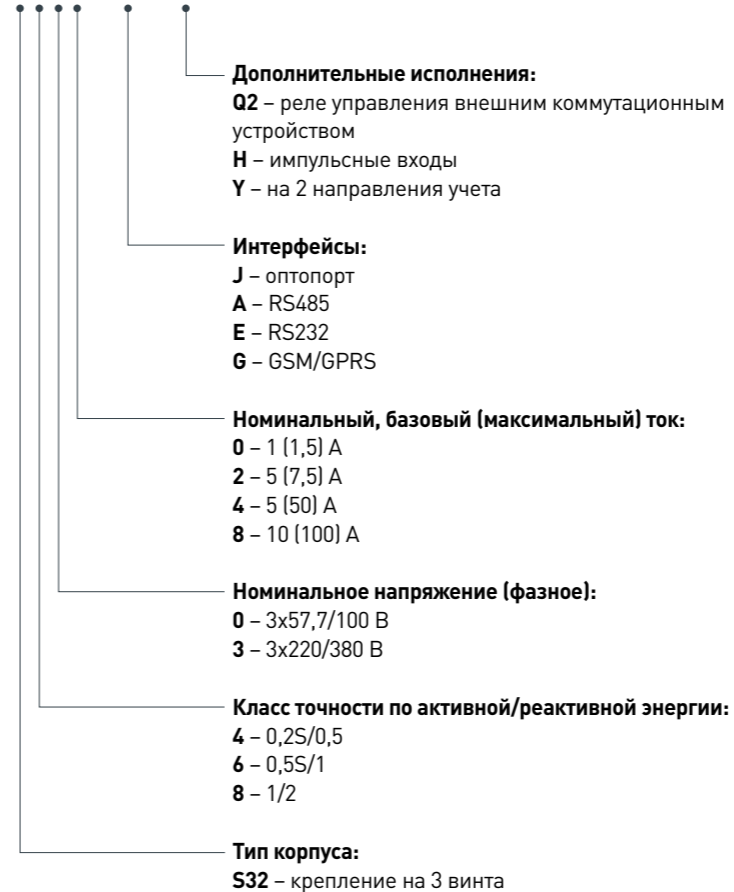 Дополнительные исполнения:
Q2 – реле управления внешним коммутационным
устройством
H – импульсные входы
Y – на 2 направления учета
Интерфейсы:
J – оптопорт
A – RS485
E – RS232
G – GSM/GPRS
Номинальный, базовый (максимальный) ток:
0 – 1 (1,5) А
2 – 5 (7,5) А
4 – 5 (50) А
8 – 10 (100) А
Номинальное напряжение (фазное):
0 – 3x57,7/100 В
3 – 3x220/380 В
Класс точности по активной/реактивной энергии:
4 – 0,2S/0,5
6 – 0,5S/1
8 – 1/2
Тип корпуса:
S32 – крепление на 3 винта